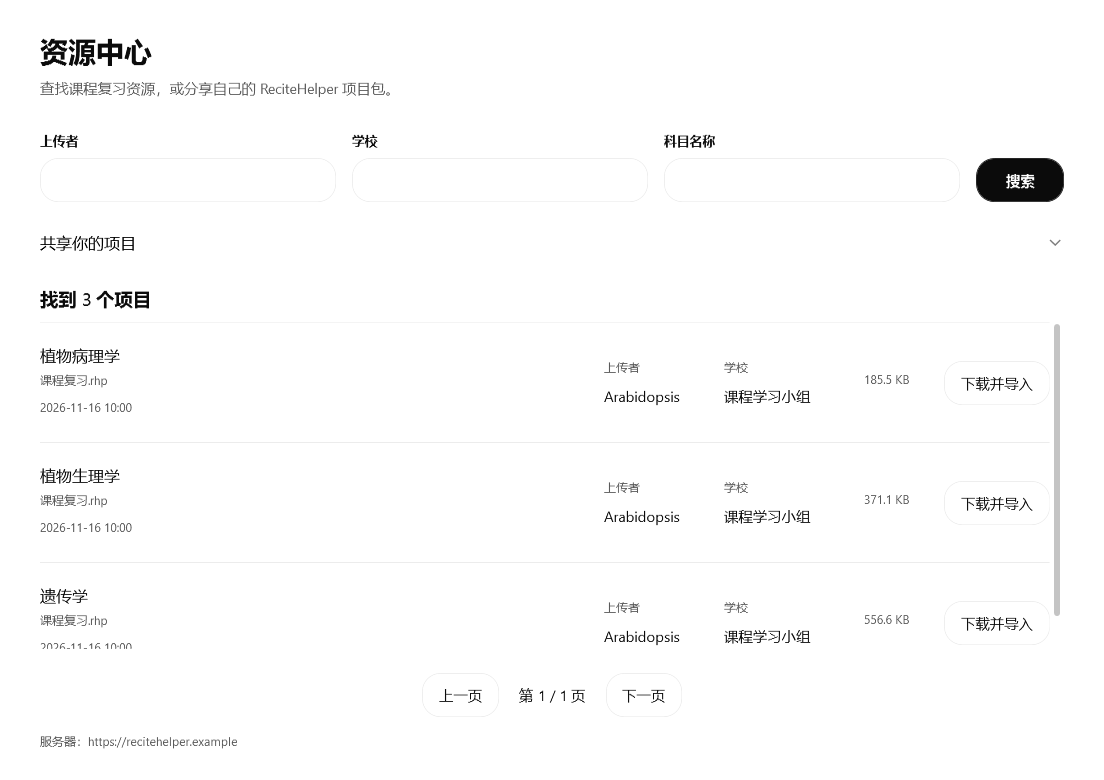 资源中心
查找课程复习资源，或分享自己的 ReciteHelper 项目包。
上传者 学校 科目名称
搜索
共享你的项目
找到 3 个项目
植物病理学
课程复习.rhp
2026-11-16 10:00
上传者 学校
Arabidopsis 课程学习小组
185.5 KB
下载并导入
植物生理学
课程复习.rhp
2026-11-16 10:00
上传者 学校
Arabidopsis 课程学习小组
371.1 KB
下载并导入
遗传学
课程复习.rhp
2026-11-16 10:00
上传者 学校
Arabidopsis 课程学习小组
556.6 KB
下载并导入
上一页 第 1 / 1 页 下一页
服务器：https://recitehelper.example